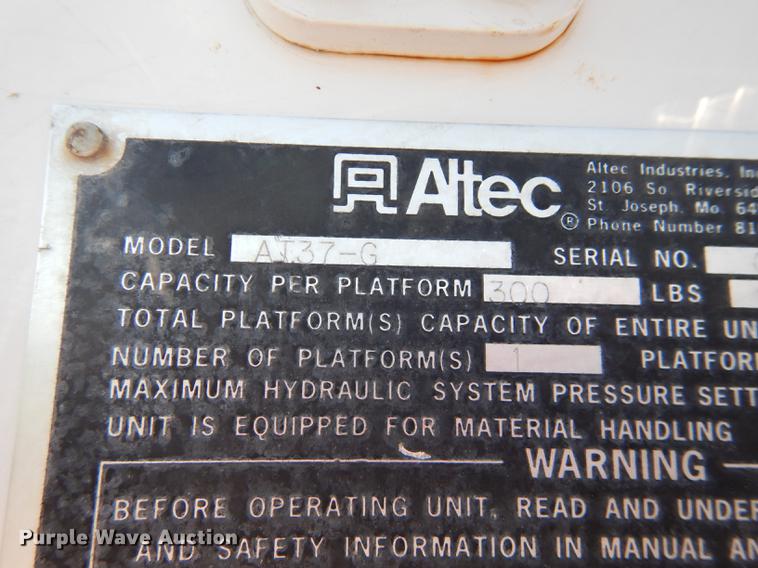 Altec
Altec Industries, In
2106 So. Riversid
St. Joseph, Mo. 64
® Phone Number 81
MODEL AT37-G SERIAL NO.
CAPACITY PER PLATFORM 300 LBS
TOTAL PLATFORM(S) CAPACITY OF ENTIRE UN
NUMBER OF PLATFORM(S) 1 PLATFOR
MAXIMUM HYDRAULIC SYSTEM PRESSURE SETT
UNIT IS EQUIPPED FOR MATERIAL HANDLING
WARNING
BEFORE OPERATING UNIT, READ AND UNDER
AND SAFETY INFORMATION IN MANUAL AN
Purple Wave Auction